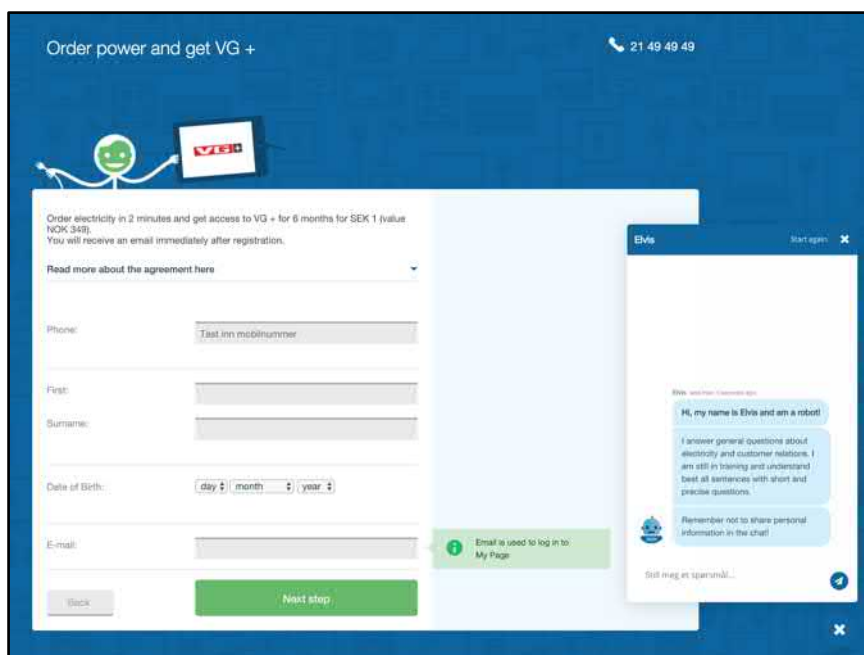 Order power and get VG +
21 49 49 49
VG+
Order electricity in 2 minutes and get access to VG + for 6 months for SEK 1 (value
NOK 349).
You will receive an email immediately after registration.
Read more about the agreement here
Phone:
Tast inn mobilnummer
First:
Surname:
Date of Birth:
day
month
year
E-mail:
Email is used to log in to
My Page
Back
Next step
Elvis
Start again
Elvis
Hi, my name is Elvis and am a robot!
I answer general questions about
electricity and customer relations. I
am still in training and understand
best all sentences with short and
precise questions.
Remember not to share personal
information in the chat!
Still meg et spørsmål...